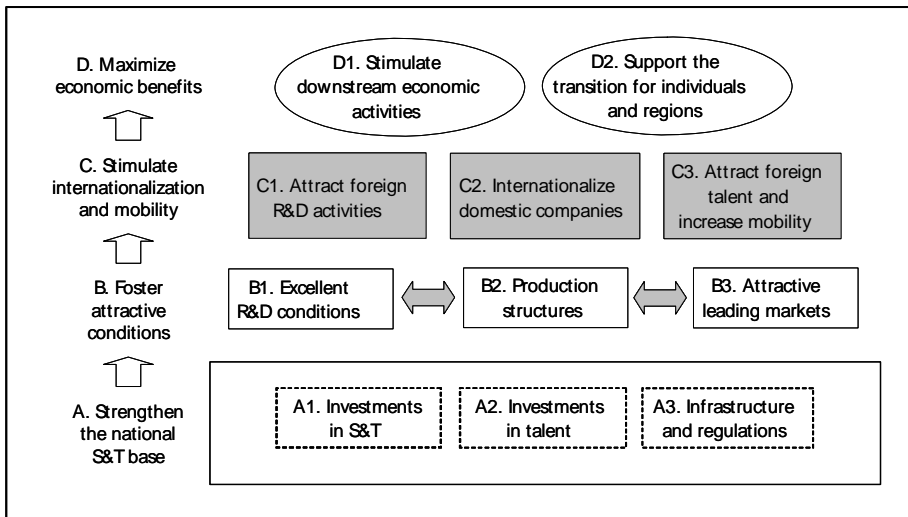 D. Maximize
economic benefits
D1. Stimulate
downstream economic
activities
D2. Support the
transition for individuals
and regions
C. Stimulate
internationalization
and mobility
C1. Attract foreign
R&D activities
C2. Internationalize
domestic companies
C3. Attract foreign
talent and
increase mobility
B. Foster
attractive
conditions
B1. Excellent
R&D conditions
B2. Production
structures
B3. Attractive
leading markets
A. Strengthen
the national
S&T base
A1. Investments
in S&T
A2. Investments
in talent
A3. Infrastructure
and regulations